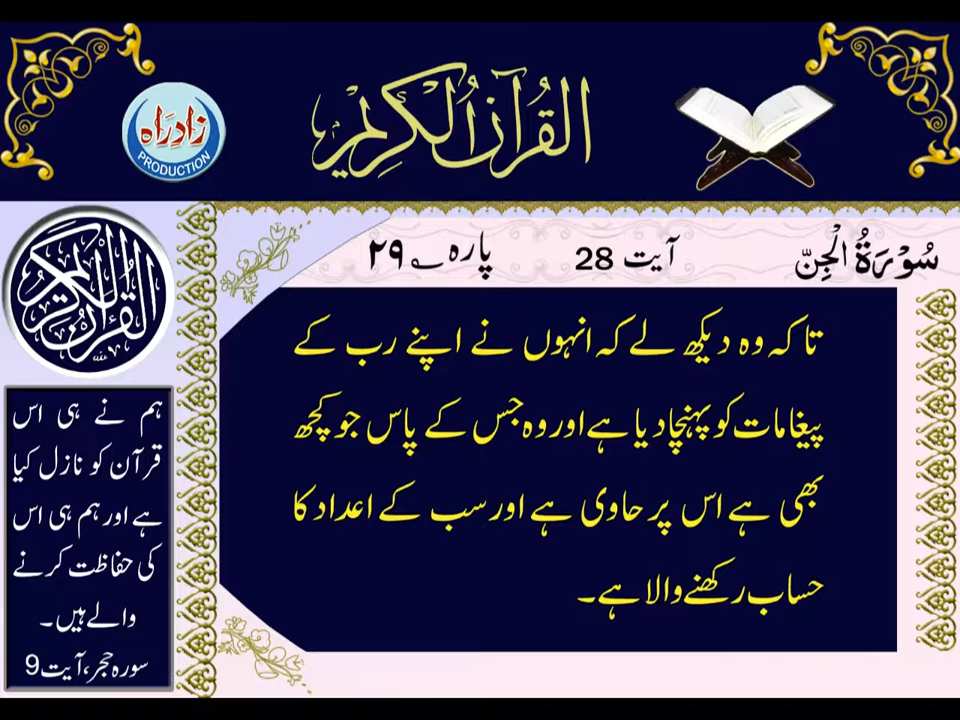 زادِراہ
PRODUCTION
القرآن الکریم
سُوْرَةُ الْجِنّ
آیت 28
پارہ ۲۹
تاکہ وہ دیکھ لے کہ انہوں نے اپنے رب کے
پیغامات کو پہنچادیا ہے اور وہ جس کے پاس جو کچھ
بھی ہے اس پر حاوی ہے اور سب کے اعداد کا
حساب رکھنے والا ہے۔
القرآن الکریم
ہم نے ہی اس
قرآن کو نازل کیا
ہے اور ہم ہی اس
کی حفاظت کرنے
والے ہیں۔
سورہ حجر، آیت 9